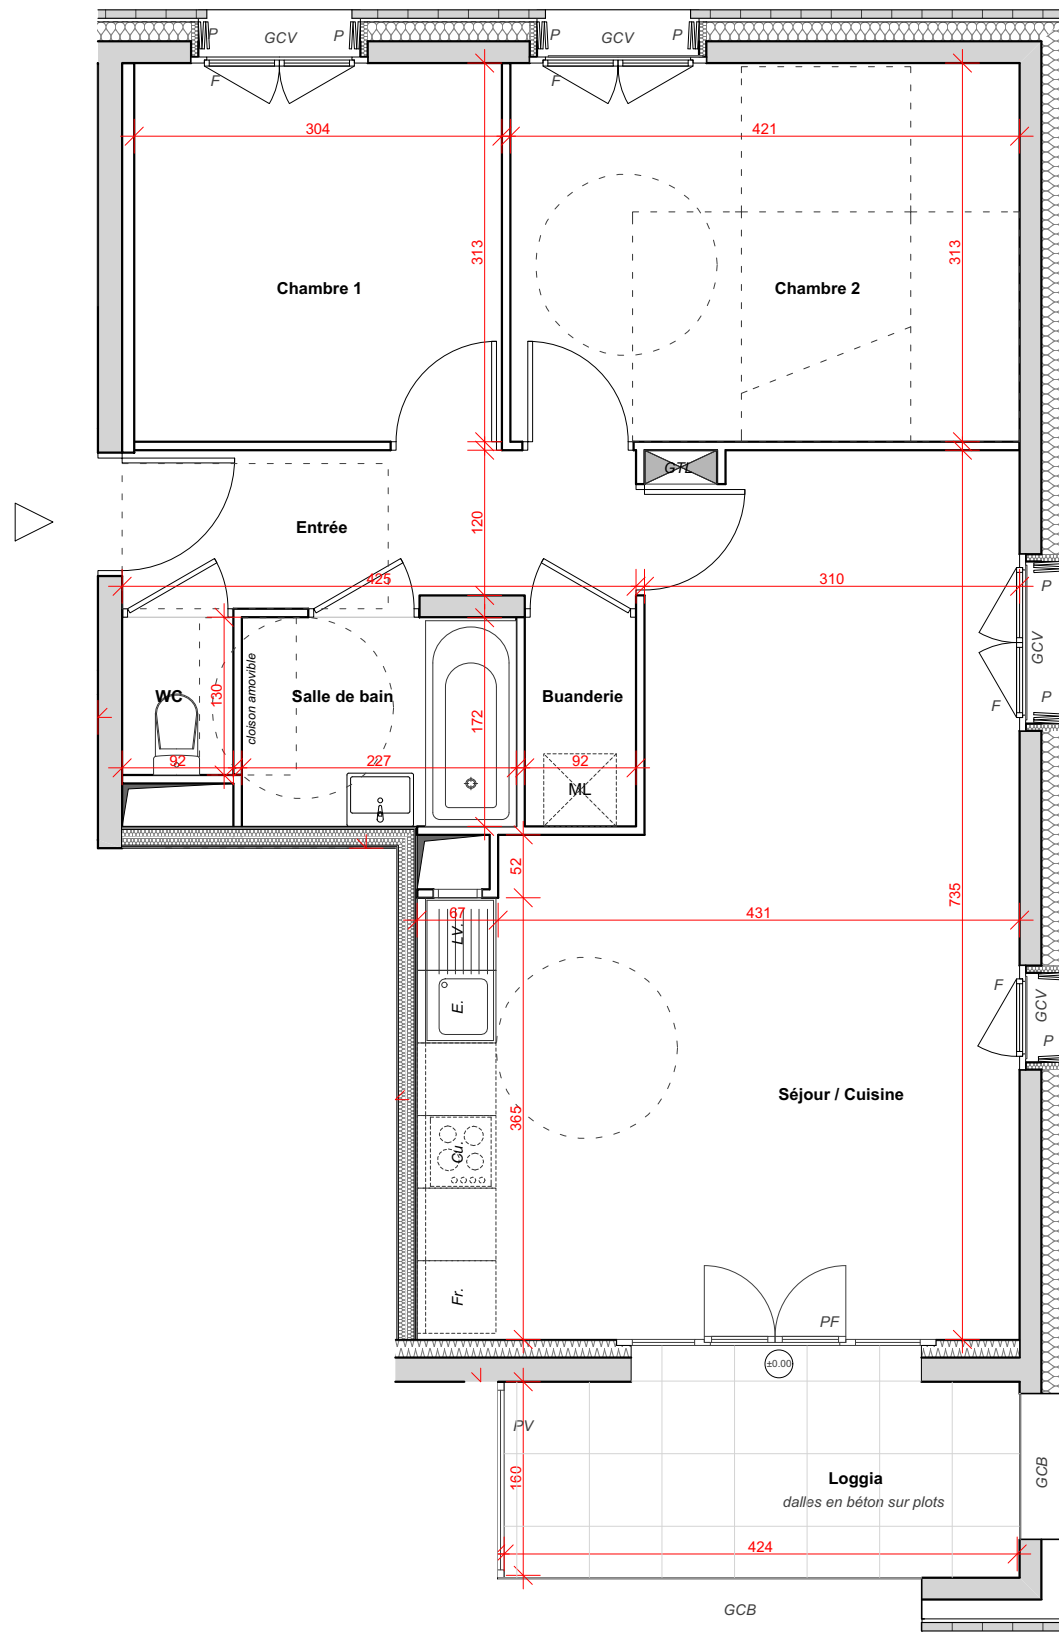 P GCV P P GCV P
F F
304 421
313 313
Chambre 1 Chambre 2
GTL
Entrée 120
425 310
P
GCV
P
F
WC 130 cloison amovible Salle de bain 172 Buanderie
92 227 92
ML
52
67 431 735
LV.
E.
F GCV
P
Séjour / Cuisine
365
Cu.
Fr.
PF
±0.00
PV
160
Loggia
dalles en béton sur plots
GCB
424
GCB